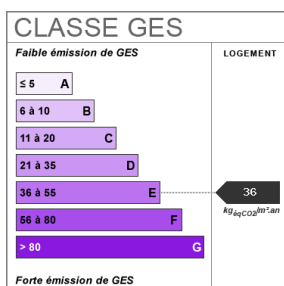 CLASSE GES
Faible émission de GES
LOGEMENT
≤ 5 A
6 à 10 B
11 à 20 C
21 à 35 D
36 à 55 E
36
kgéqCO2/m².an
56 à 80 F
> 80 G
Forte émission de GES